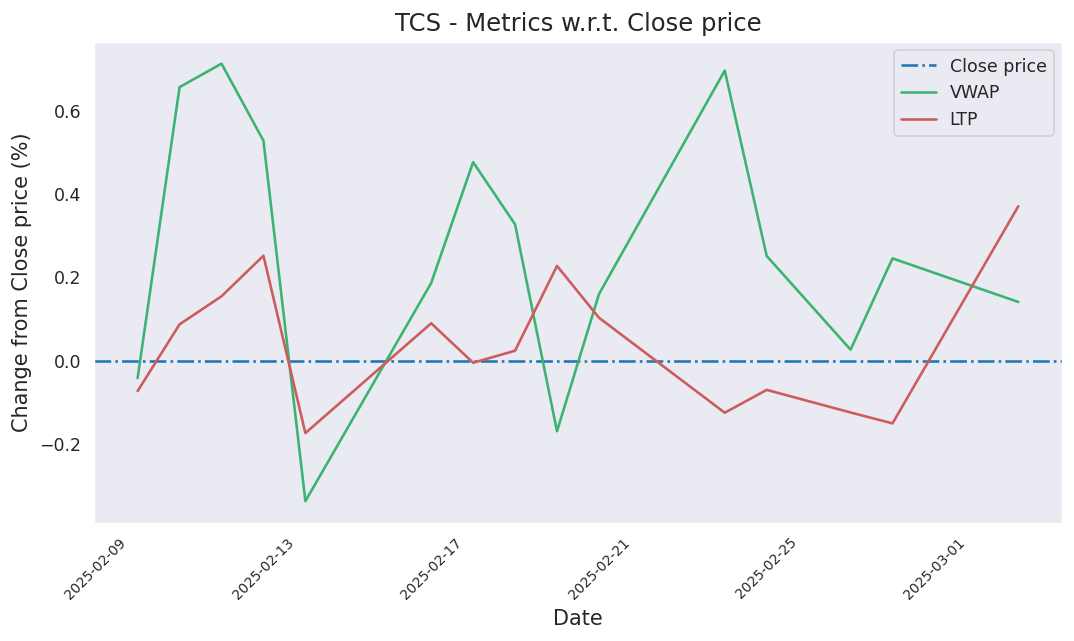 TCS - Metrics w.r.t. Close price
Close price
VWAP
LTP
Change from Close price (%)
0.6
0.4
0.2
0.0
−0.2
2025-02-09
2025-02-13
2025-02-17
2025-02-21
2025-02-25
2025-03-01
Date